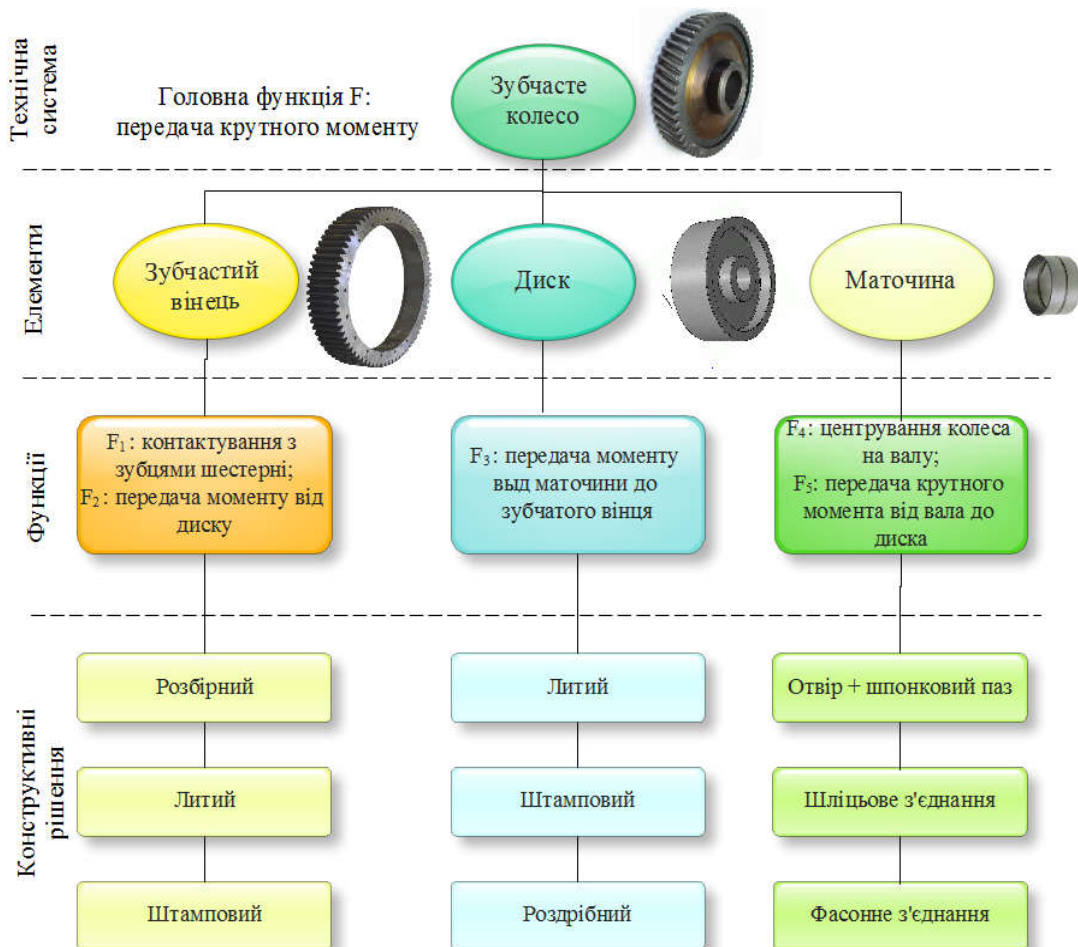 Технічна
система
Головна функція F:
передача крутного моменту
Зубчасте
колесо
Елементи
Зубчастий
вінець
Диск
Маточина
Функції
F₁: контактування з
зубцями шестерні;
F₂: передача моменту від
диску
F₃: передача моменту
выд маточини до
зубчатого вінця
F₄: центрування колеса
на валу;
F₅: передача крутного
момента від вала до
диска
Конструктивні
рішення
Розбірний
Литий
Отвір + шпонковий паз
Литий
Штамповий
Шліцьове з'єднання
Штамповий
Роздрібний
Фасонне з'єднання